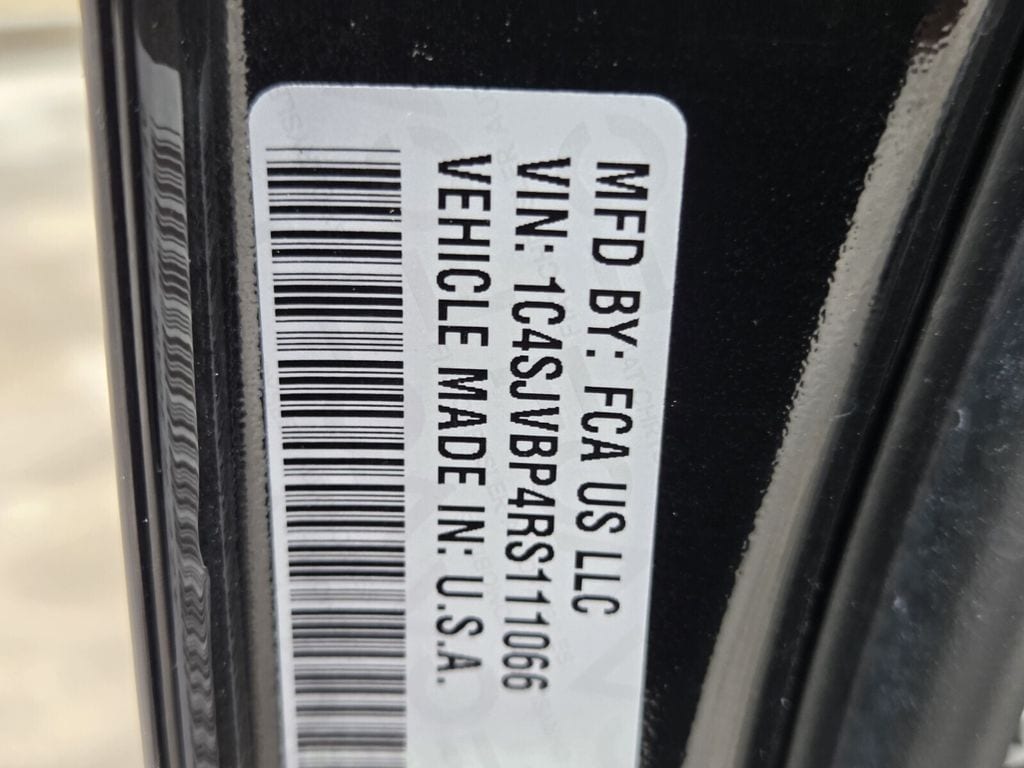 MFD BY: FCA US LLC
VIN: 1C4SJVBP4RS111066
VEHICLE MADE IN: U.S.A.